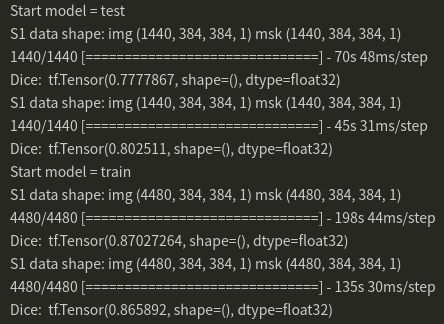 Start model = test
S1 data shape: img (1440, 384, 384, 1) msk (1440, 384, 384, 1)
1440/1440 [==============================] - 70s 48ms/step
Dice:  tf.Tensor(0.7777867, shape=(), dtype=float32)
S1 data shape: img (1440, 384, 384, 1) msk (1440, 384, 384, 1)
1440/1440 [==============================] - 45s 31ms/step
Dice:  tf.Tensor(0.802511, shape=(), dtype=float32)
Start model = train
S1 data shape: img (4480, 384, 384, 1) msk (4480, 384, 384, 1)
4480/4480 [==============================] - 198s 44ms/step
Dice:  tf.Tensor(0.87027264, shape=(), dtype=float32)
S1 data shape: img (4480, 384, 384, 1) msk (4480, 384, 384, 1)
4480/4480 [==============================] - 135s 30ms/step
Dice:  tf.Tensor(0.865892, shape=(), dtype=float32)